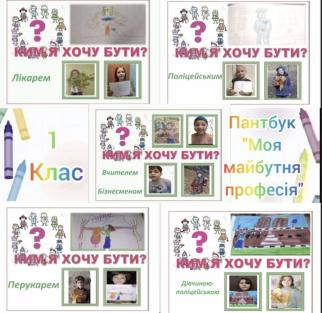 ?
КИМ Я ХОЧУ БУТИ?
Лікарем
?
КИМ Я ХОЧУ БУТИ?
Поліцейським
1
Клас
?
КИМ Я ХОЧУ БУТИ?
Вчителем
Бізнесменом
Пантбук
"Моя
майбутня
професія"
?
КИМ Я ХОЧУ БУТИ?
Перукарем
?
КИМ Я ХОЧУ БУТИ?
Дівчиною-
поліцейською